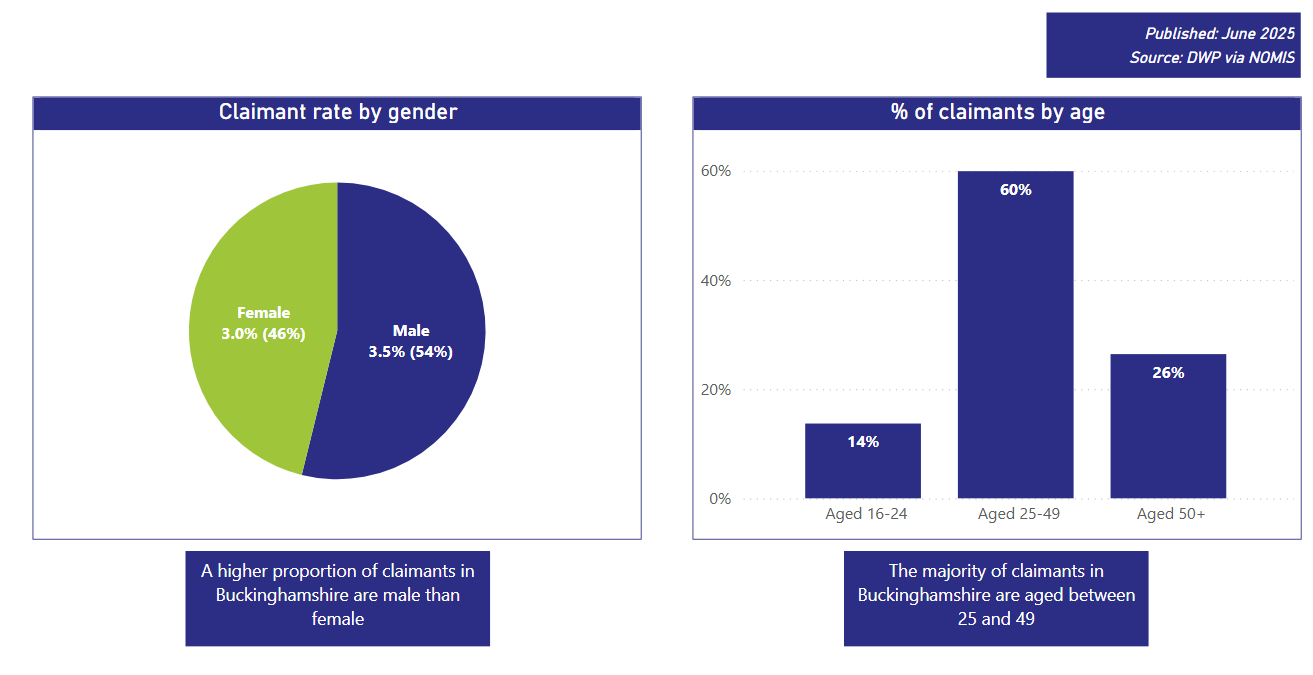 Published: June 2025
Source: DWP via NOMIS
Claimant rate by gender
Female
3.0% (46%)
Male
3.5% (54%)
A higher proportion of claimants in
Buckinghamshire are male than
female
% of claimants by age
60%
40%
20%
0%
60%
26%
14%
Aged 16-24
Aged 25-49
Aged 50+
The majority of claimants in
Buckinghamshire are aged between
25 and 49